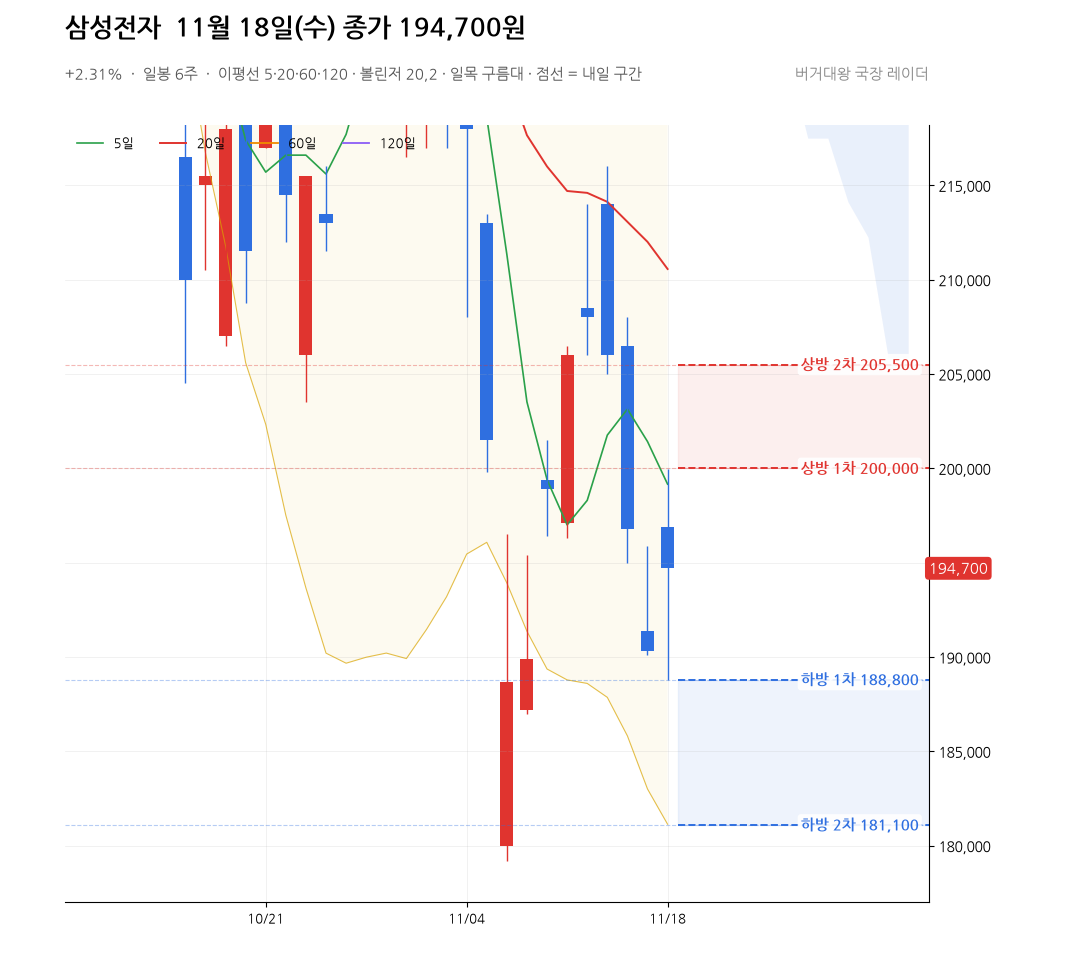 삼성전자 11월 18일(수) 종가 194,700원
+2.31% · 일봉 6주 · 이평선 5·20·60·120 · 볼린저 20,2 · 일목 구름대 · 점선 = 내일 구간
버거대왕 국장 레이더
5일 20일 60일 120일
215,000
210,000
상방 2차 205,500
205,000
상방 1차 200,000
200,000
194,700
190,000
하방 1차 188,800
185,000
하방 2차 181,100
180,000
10/21 11/04 11/18